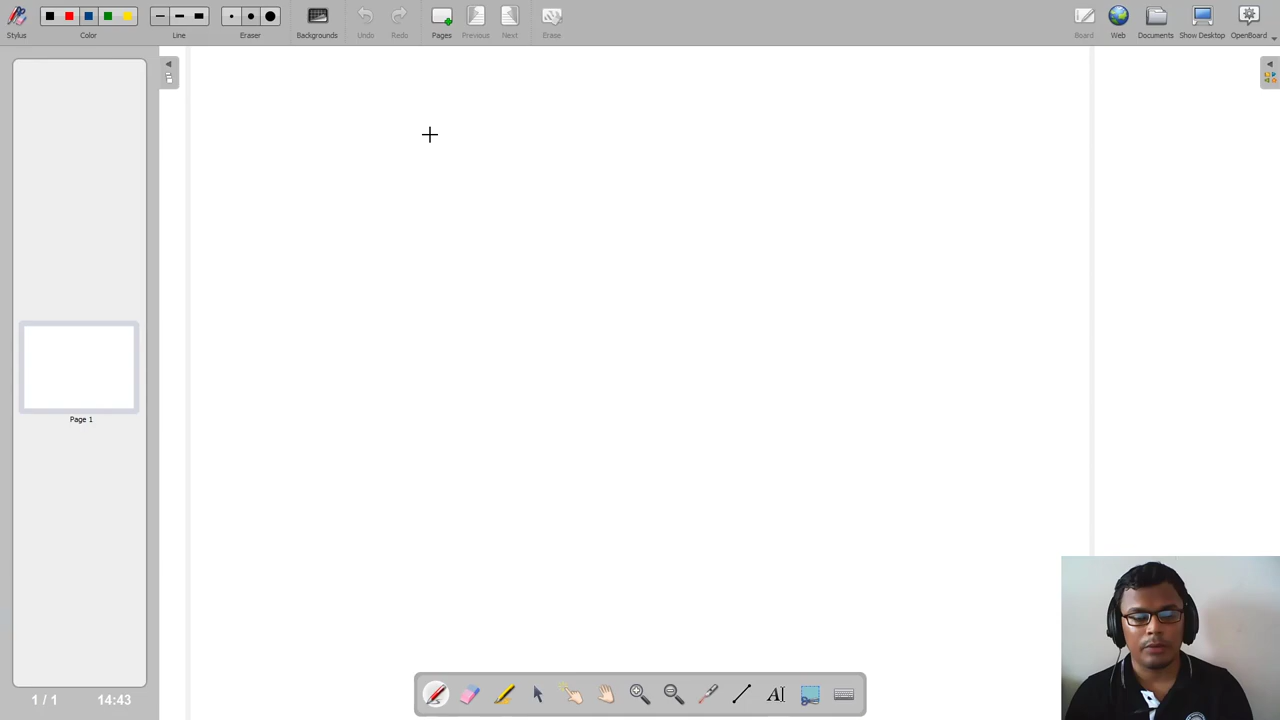 Stylus
Color
Line
Eraser
Backgrounds
Undo
Redo
Pages
Previous
Next
Erase
Board
Web
Documents
Show Desktop
OpenBoard
Page 1
1 / 1
14:43